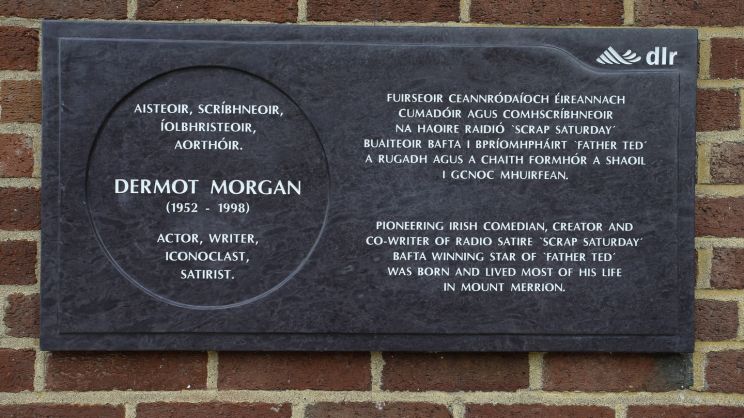 dlr
AISTEOIR, SCRÍBHNEOIR,
ÍOLBHRISTEOIR,
AORTHÓIR.
DERMOT MORGAN
(1952 - 1998)
ACTOR, WRITER,
ICONOCLAST,
SATIRIST.
FUIRSEOIR CEANNRÓDAÍOCH ÉIREANNACH
CUMADÓIR AGUS COMHSCRÍBHNEOIR
NA HAOIRE RAIDIÓ `SCRAP SATURDAY´
BUAITEOIR BAFTA I BPRÍOMHPHÁIRT `FATHER TED´
A RUGADH AGUS A CHAITH FORMHÓR A SHAOIL
I GCNOC MHUIRFEAN.
PIONEERING IRISH COMEDIAN, CREATOR AND
CO-WRITER OF RADIO SATIRE `SCRAP SATURDAY´
BAFTA WINNING STAR OF `FATHER TED´
WAS BORN AND LIVED MOST OF HIS LIFE
IN MOUNT MERRION.